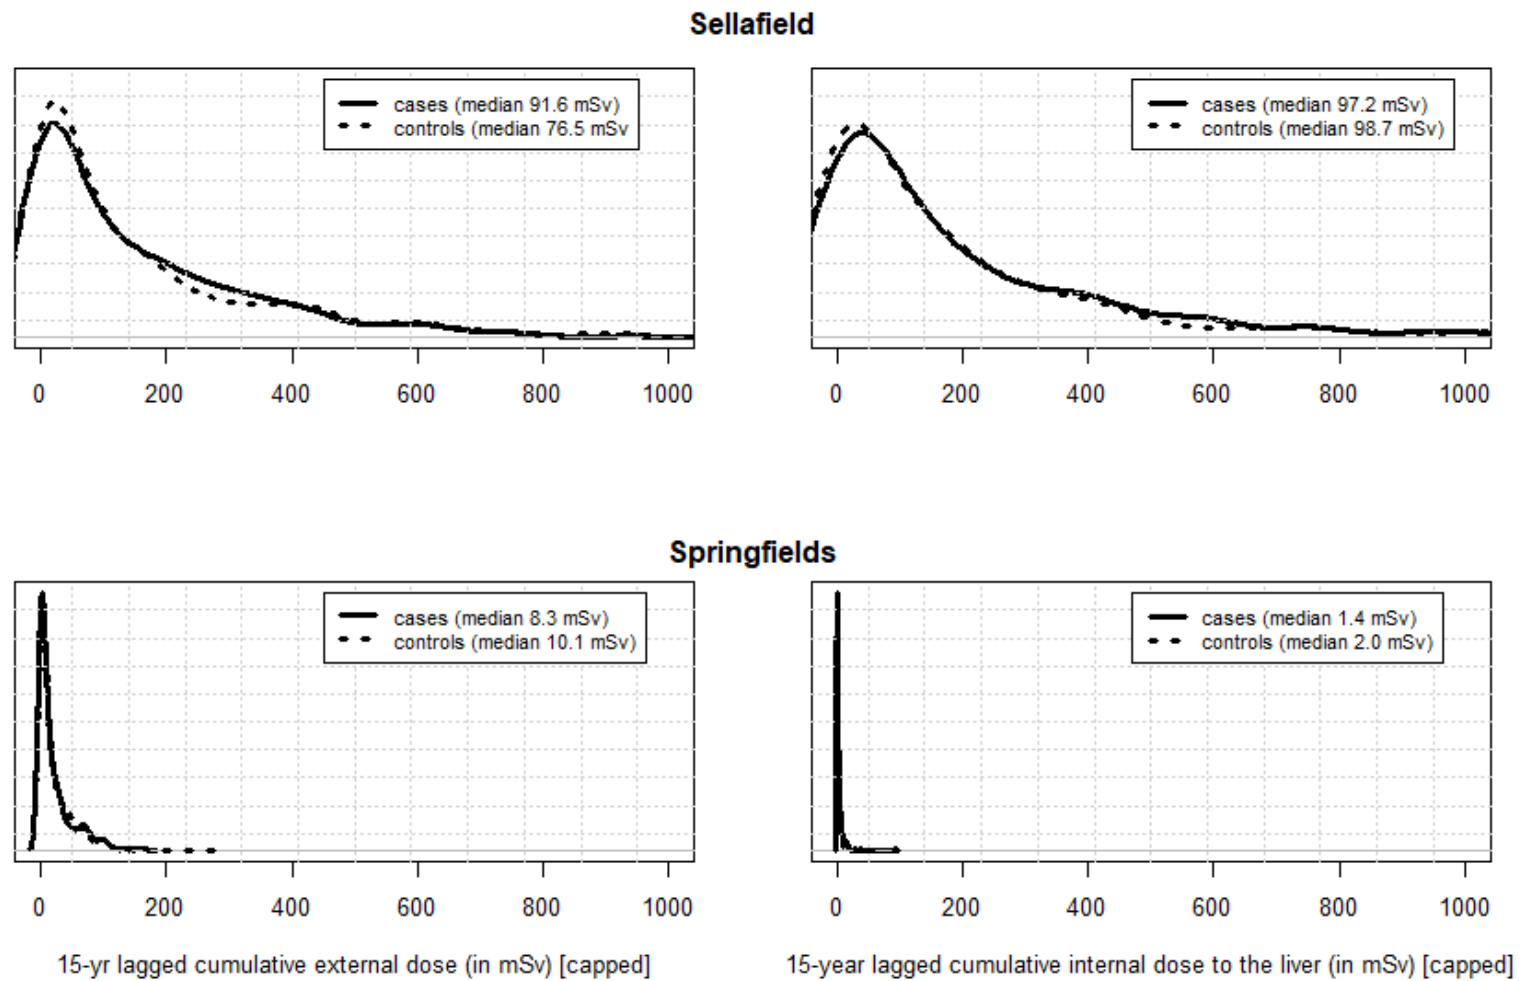 Sellafield
cases (median 91.6 mSv)
controls (median 76.5 mSv
cases (median 97.2 mSv)
controls (median 98.7 mSv)
0 200 400 600 800 1000
0 200 400 600 800 1000
Springfields
cases (median 8.3 mSv)
controls (median 10.1 mSv)
cases (median 1.4 mSv)
controls (median 2.0 mSv)
0 200 400 600 800 1000
0 200 400 600 800 1000
15-yr lagged cumulative external dose (in mSv) [capped]
15-year lagged cumulative internal dose to the liver (in mSv) [capped]